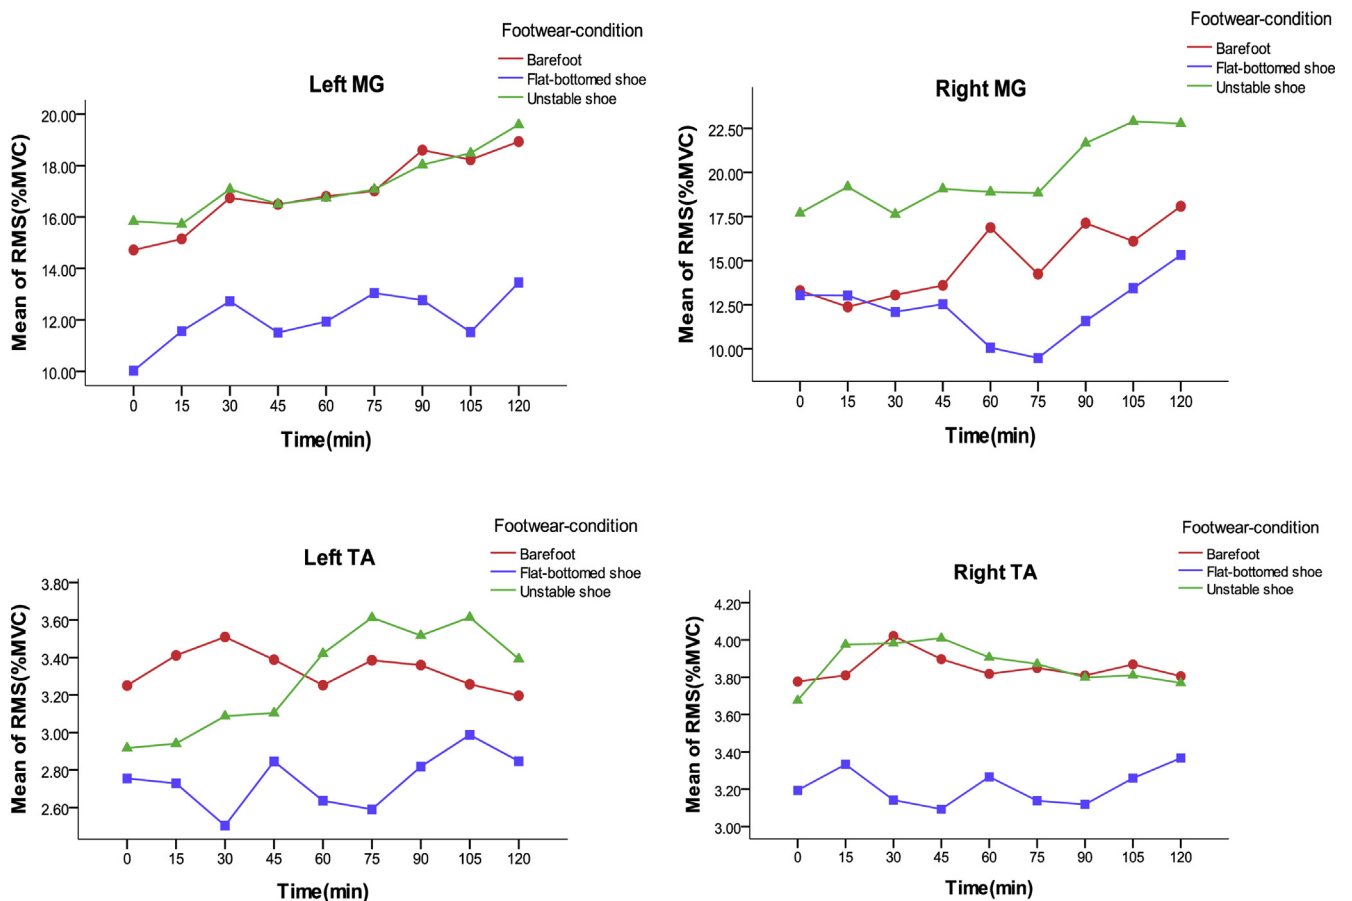 Footwear-condition
Barefoot
Flat-bottomed shoe
Unstable shoe
Left MG
Mean of RMS(%MVC)
20.00
18.00
16.00
14.00
12.00
10.00
0 15 30 45 60 75 90 105 120
Time(min)
Footwear-condition
Barefoot
Flat-bottomed shoe
Unstable shoe
Right MG
Mean of RMS(%MVC)
22.50
20.00
17.50
15.00
12.50
10.00
0 15 30 45 60 75 90 105 120
Time(min)
Footwear-condition
Barefoot
Flat-bottomed shoe
Unstable shoe
Left TA
Mean of RMS(%MVC)
3.80
3.60
3.40
3.20
3.00
2.80
2.60
0 15 30 45 60 75 90 105 120
Time(min)
Footwear-condition
Barefoot
Flat-bottomed shoe
Unstable shoe
Right TA
Mean of RMS(%MVC)
4.20
4.00
3.80
3.60
3.40
3.20
3.00
0 15 30 45 60 75 90 105 120
Time(min)